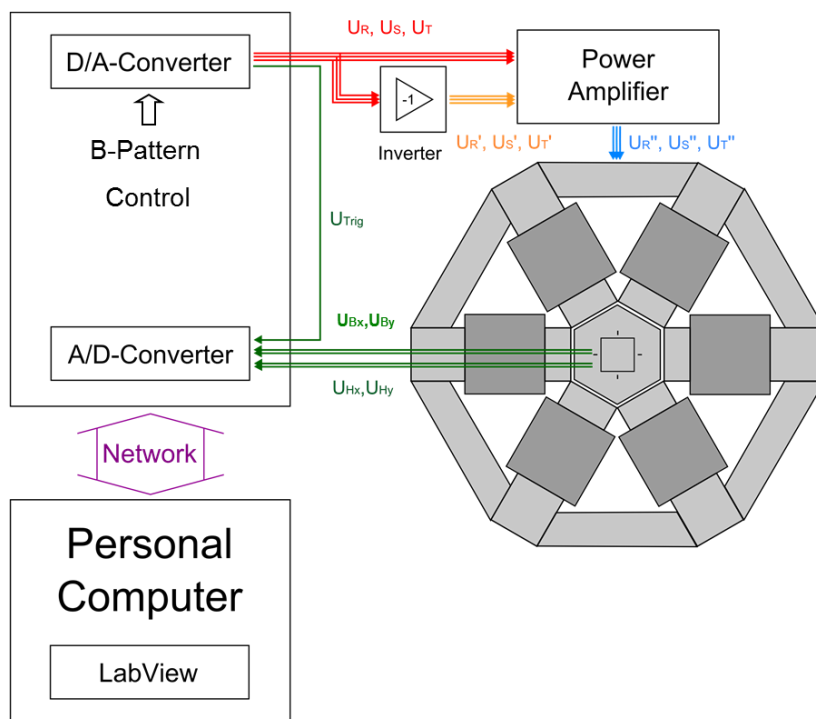 UR, US, UT
D/A-Converter
Power
Amplifier
-1
B-Pattern
Control
Inverter
UR', US', UT'
UR", US", UT"
UTrig
UBx,UBy
A/D-Converter
UHx,UHy
Network
Personal
Computer
LabView